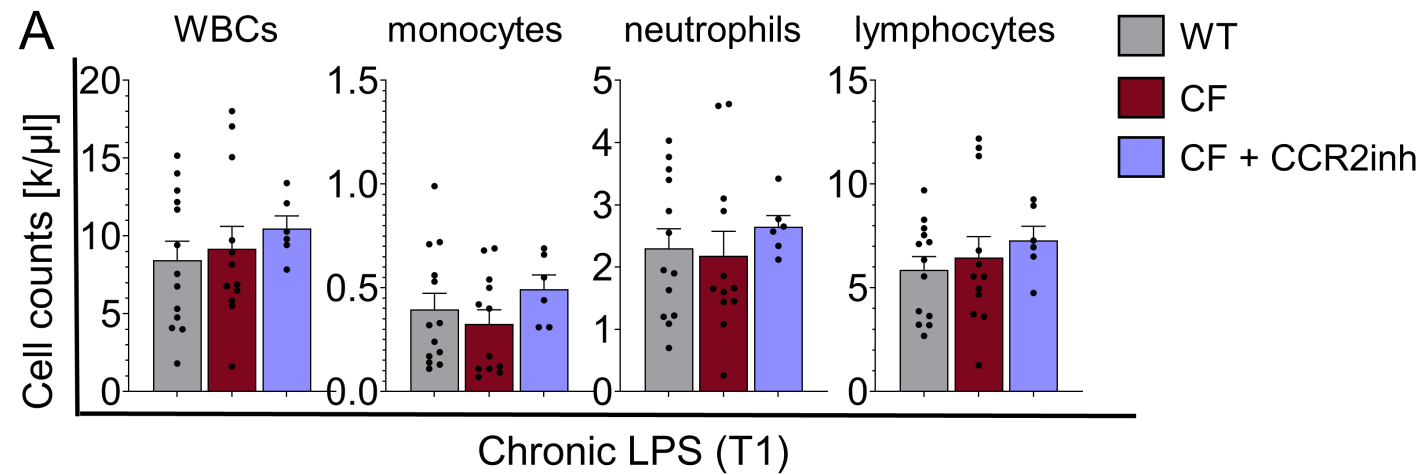 A
WBCs monocytes neutrophils lymphocytes
WT
CF
CF + CCR2inh
Cell counts [k/µl]
20
15
10
5
0
1.5
1.0
0.5
0.0
5
4
3
2
1
0
15
10
5
0
Chronic LPS (T1)